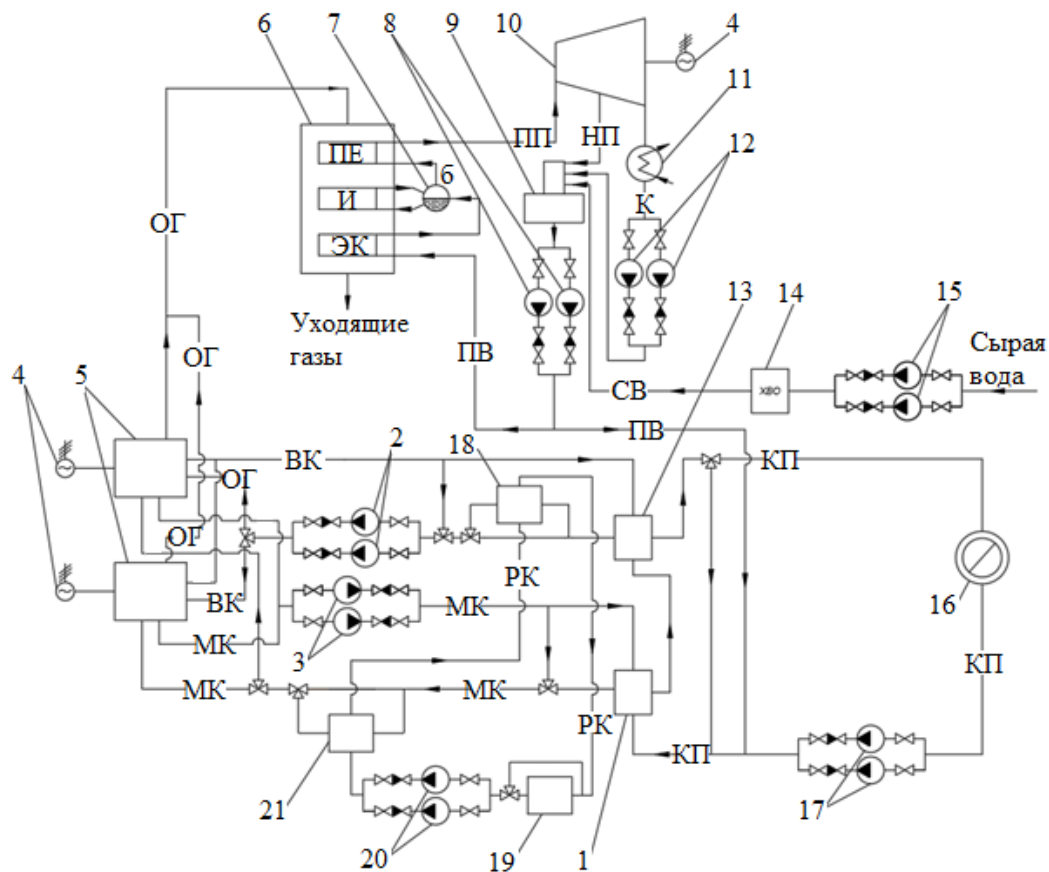 6 7 8 9 10 4
11
12
ПП НП
ПЕ
б
И
К
ЭК
ОГ
13 14 15
Уходящие
газы
Сырая
вода
ОГ
ПВ
ХВО
СВ
4 5
ПВ
ВК 2 18 КП
ОГ
ОГ
РК
ВК
МК
16
МК 3
КП
МК МК
РК
КП
21
17
20 19 1